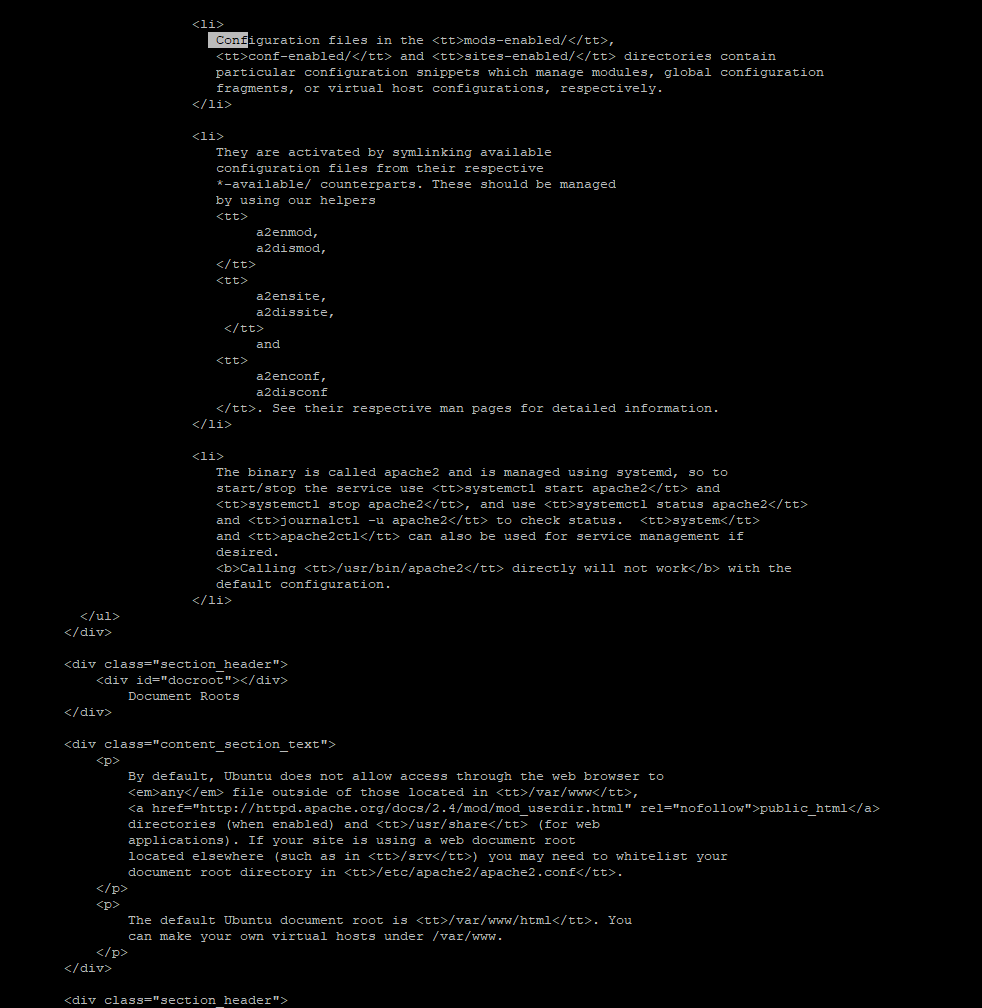 <li>
Configuration files in the <tt>mods-enabled/</tt>,
<tt>conf-enabled/</tt> and <tt>sites-enabled/</tt> directories contain
particular configuration snippets which manage modules, global configuration
fragments, or virtual host configurations, respectively.
</li>
<li>
They are activated by symlinking available
configuration files from their respective
*-available/ counterparts. These should be managed
by using our helpers
<tt>
a2enmod,
a2dismod,
</tt>
<tt>
a2ensite,
a2dissite,
</tt>
and
<tt>
a2enconf,
a2disconf
</tt>. See their respective man pages for detailed information.
</li>
<li>
The binary is called apache2 and is managed using systemd, so to
start/stop the service use <tt>systemctl start apache2</tt> and
<tt>systemctl stop apache2</tt>, and use <tt>systemctl status apache2</tt>
and <tt>journalctl -u apache2</tt> to check status.  <tt>system</tt>
and <tt>apache2ctl</tt> can also be used for service management if
desired.
<b>Calling <tt>/usr/bin/apache2</tt> directly will not work</b> with the
default configuration.
</li>
</ul>
</div>
<div class="section_header">
<div id="docroot"></div>
Document Roots
</div>
<div class="content_section_text">
<p>
By default, Ubuntu does not allow access through the web browser to
<em>any</em> file outside of those located in <tt>/var/www</tt>,
<a href="http://httpd.apache.org/docs/2.4/mod/mod_userdir.html" rel="nofollow">public_html</a>
directories (when enabled) and <tt>/usr/share</tt> (for web
applications). If your site is using a web document root
located elsewhere (such as in <tt>/srv</tt>) you may need to whitelist your
document root directory in <tt>/etc/apache2/apache2.conf</tt>.
</p>
<p>
The default Ubuntu document root is <tt>/var/www/html</tt>. You
can make your own virtual hosts under /var/www.
</p>
</div>
<div class="section_header">